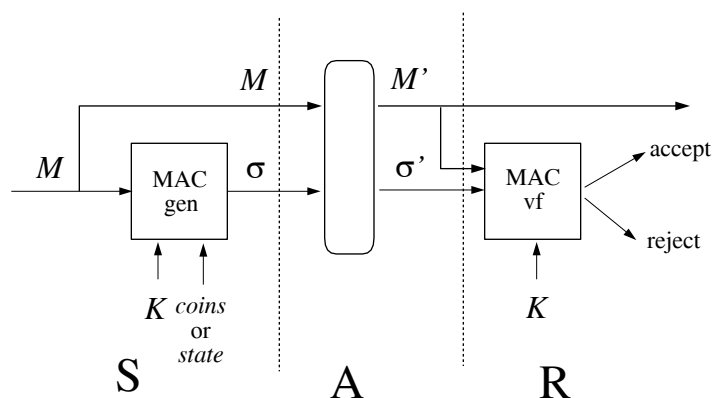 M M'
M MAC gen σ σ' MAC vf accept
reject
K coins K
or
state
S A R